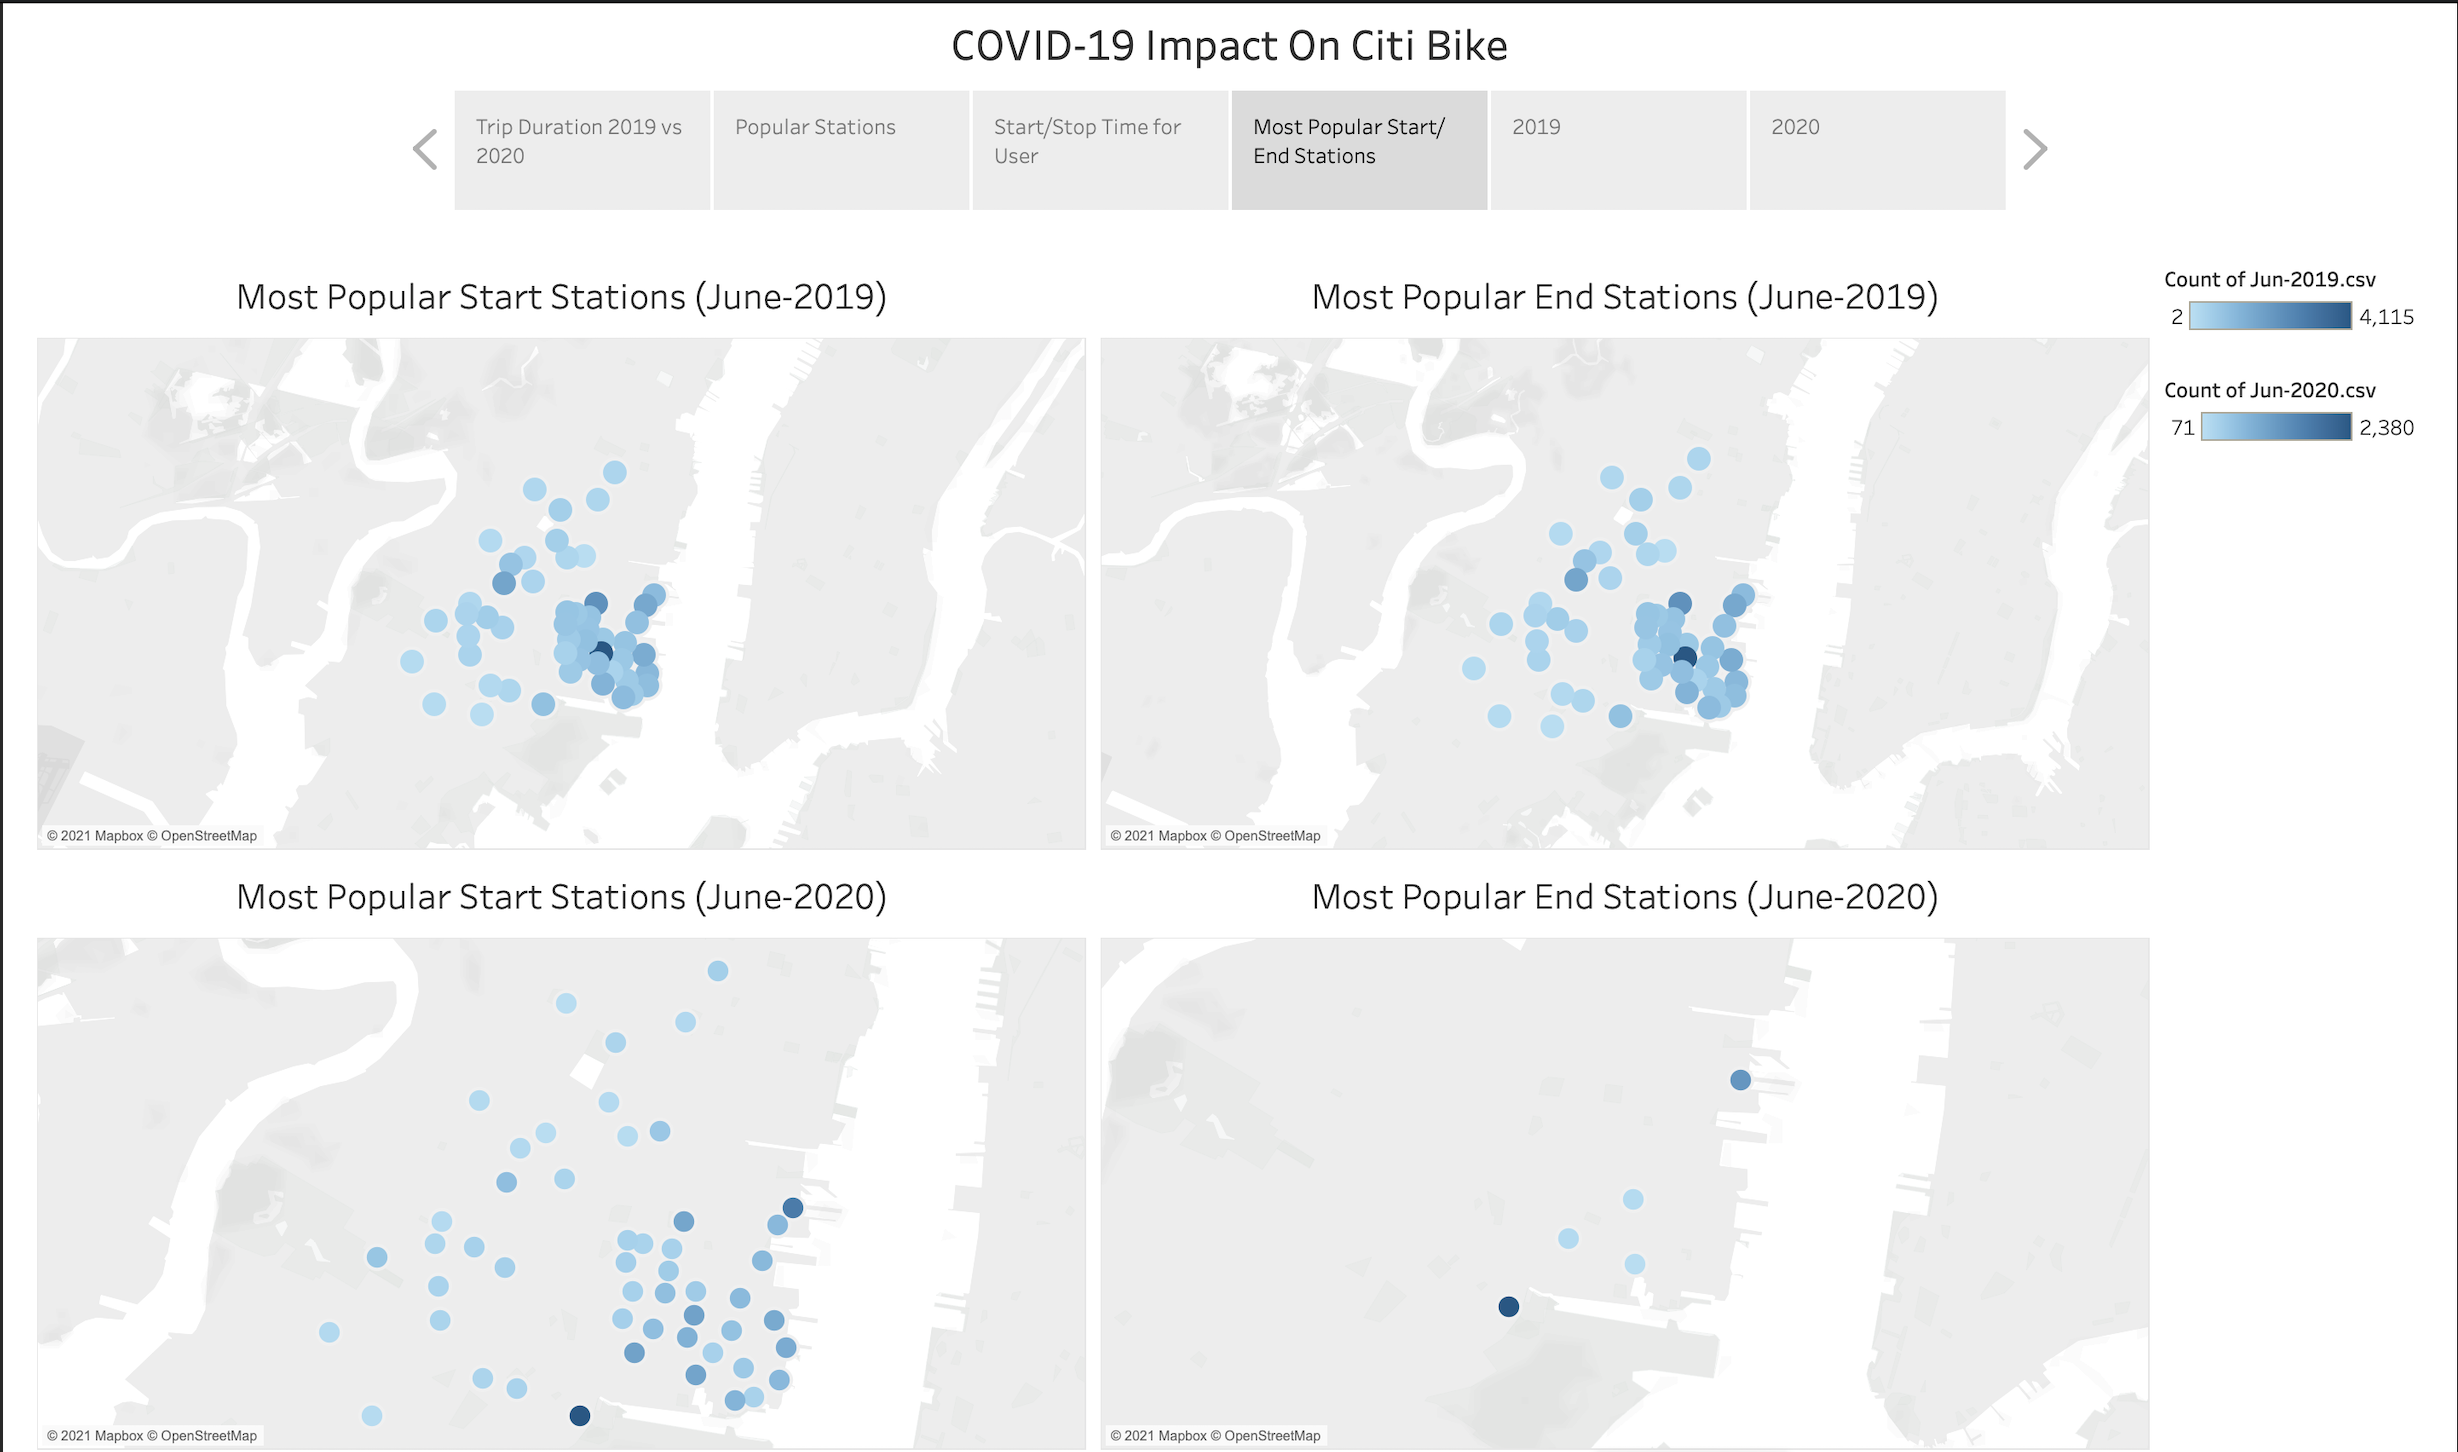 COVID-19 Impact On Citi Bike
Trip Duration 2019 vs
2020
Popular Stations
Start/Stop Time for
User
Most Popular Start/
End Stations
2019
2020
Most Popular Start Stations (June-2019)
Most Popular End Stations (June-2019)
Count of Jun-2019.csv
2 4,115
Count of Jun-2020.csv
71 2,380
© 2021 Mapbox © OpenStreetMap
© 2021 Mapbox © OpenStreetMap
Most Popular Start Stations (June-2020)
Most Popular End Stations (June-2020)
© 2021 Mapbox © OpenStreetMap
© 2021 Mapbox © OpenStreetMap